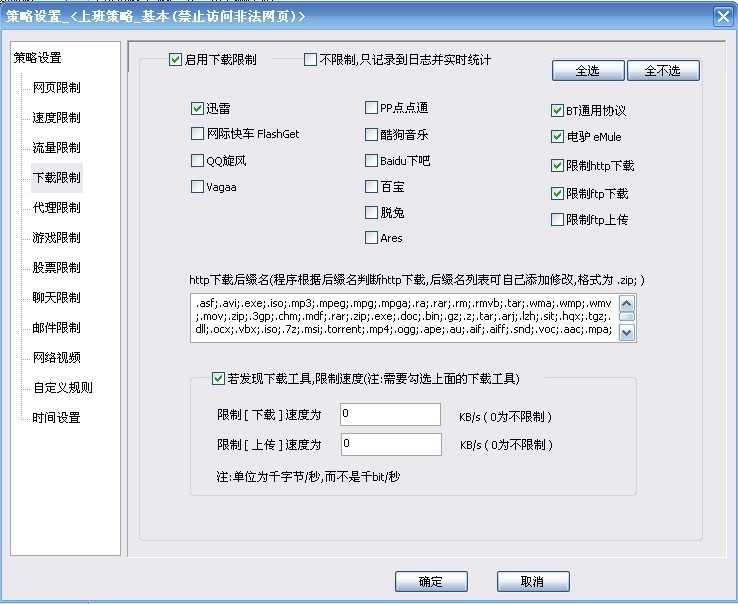 策略设置_<上班策略_基本(禁止访问非法网页)>
策略设置
网页限制
速度限制
流量限制
下载限制
代理限制
游戏限制
股票限制
聊天限制
邮件限制
网络视频
自定义规则
时间设置
启用下载限制
不限制,只记录到日志并实时统计
全选
全不选
迅雷
网际快车 FlashGet
QQ旋风
Vagaa
PP点点通
酷狗音乐
Baidu下吧
百宝
脱兔
Ares
BT通用协议
电驴 eMule
限制http下载
限制ftp下载
限制ftp上传
http下载后缀名(程序根据后缀名判断http下载,后缀名列表可自己添加修改,格式为 .zip; )
.asf;.avi;.exe;.iso;.mp3;.mpeg;.mpg;.mpga;.ra;.rar;.rm;.rmvb;.tar;.wma;.wmp;.wmv
;.mov;.zip;.3gp;.chm;.mdf;.rar;.zip;.exe;.doc;.bin;.gz;.z;.tar;.arj;.lzh;.sit;.hqx;.tgz;.
dll;.ocx;.vbx;.iso;.7z;.msi;.torrent;.mp4;.ogg;.ape;.au;.aif;.aiff;.snd;.voc;.aac;.mpa;
若发现下载工具,限制速度(注:需要勾选上面的下载工具)
限制 [ 下载 ] 速度为 0 KB/s ( 0为不限制 )
限制 [ 上传 ] 速度为 0 KB/s ( 0为不限制 )
注:单位为千字节/秒,而不是千bit/秒
确定
取消